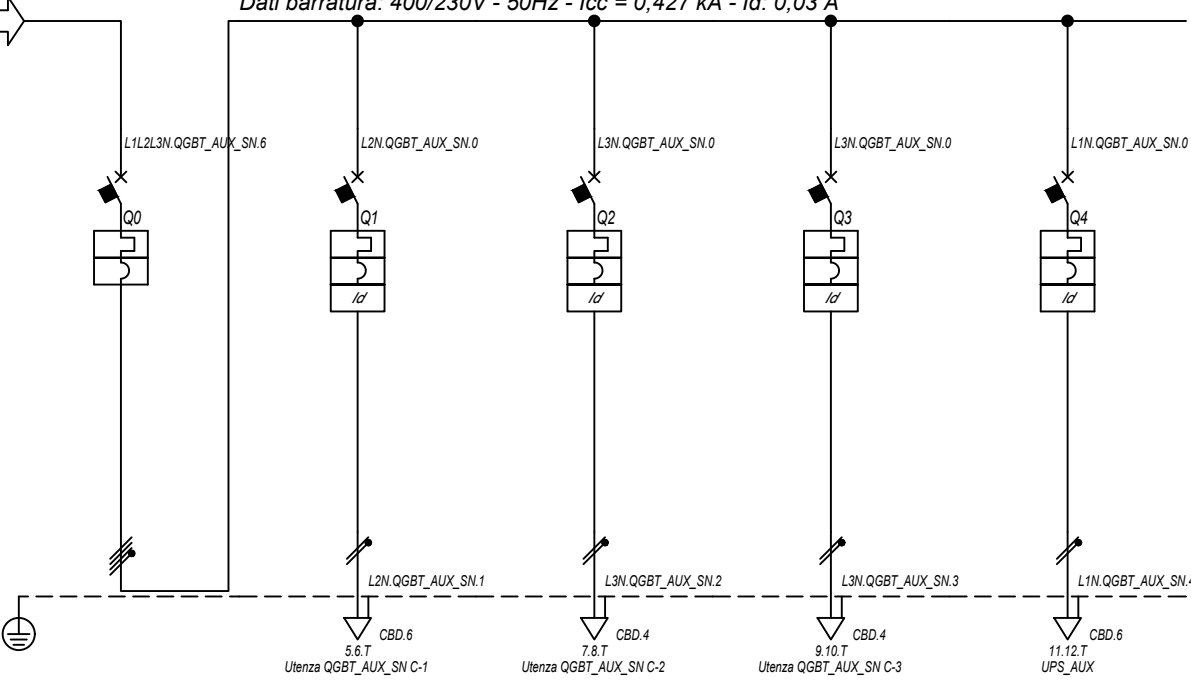 Dati barratura: 400/230V - 50Hz - Icc = 0,427 kA - Id: 0,03 A
L1L2L3N.QGBT_AUX_SN.6
L2N.QGBT_AUX_SN.0
L3N.QGBT_AUX_SN.0
L3N.QGBT_AUX_SN.0
L1N.QGBT_AUX_SN.0
Q0
Q1
Q2
Q3
Q4
Id
Id
Id
Id
L2N.QGBT_AUX_SN.1
L3N.QGBT_AUX_SN.2
L3N.QGBT_AUX_SN.3
L1N.QGBT_AUX_SN.4
CBD.6
CBD.4
CBD.4
CBD.6
5.6.T
7.8.T
9.10.T
11.12.T
Utenza QGBT_AUX_SN C-1
Utenza QGBT_AUX_SN C-2
Utenza QGBT_AUX_SN C-3
UPS_AUX